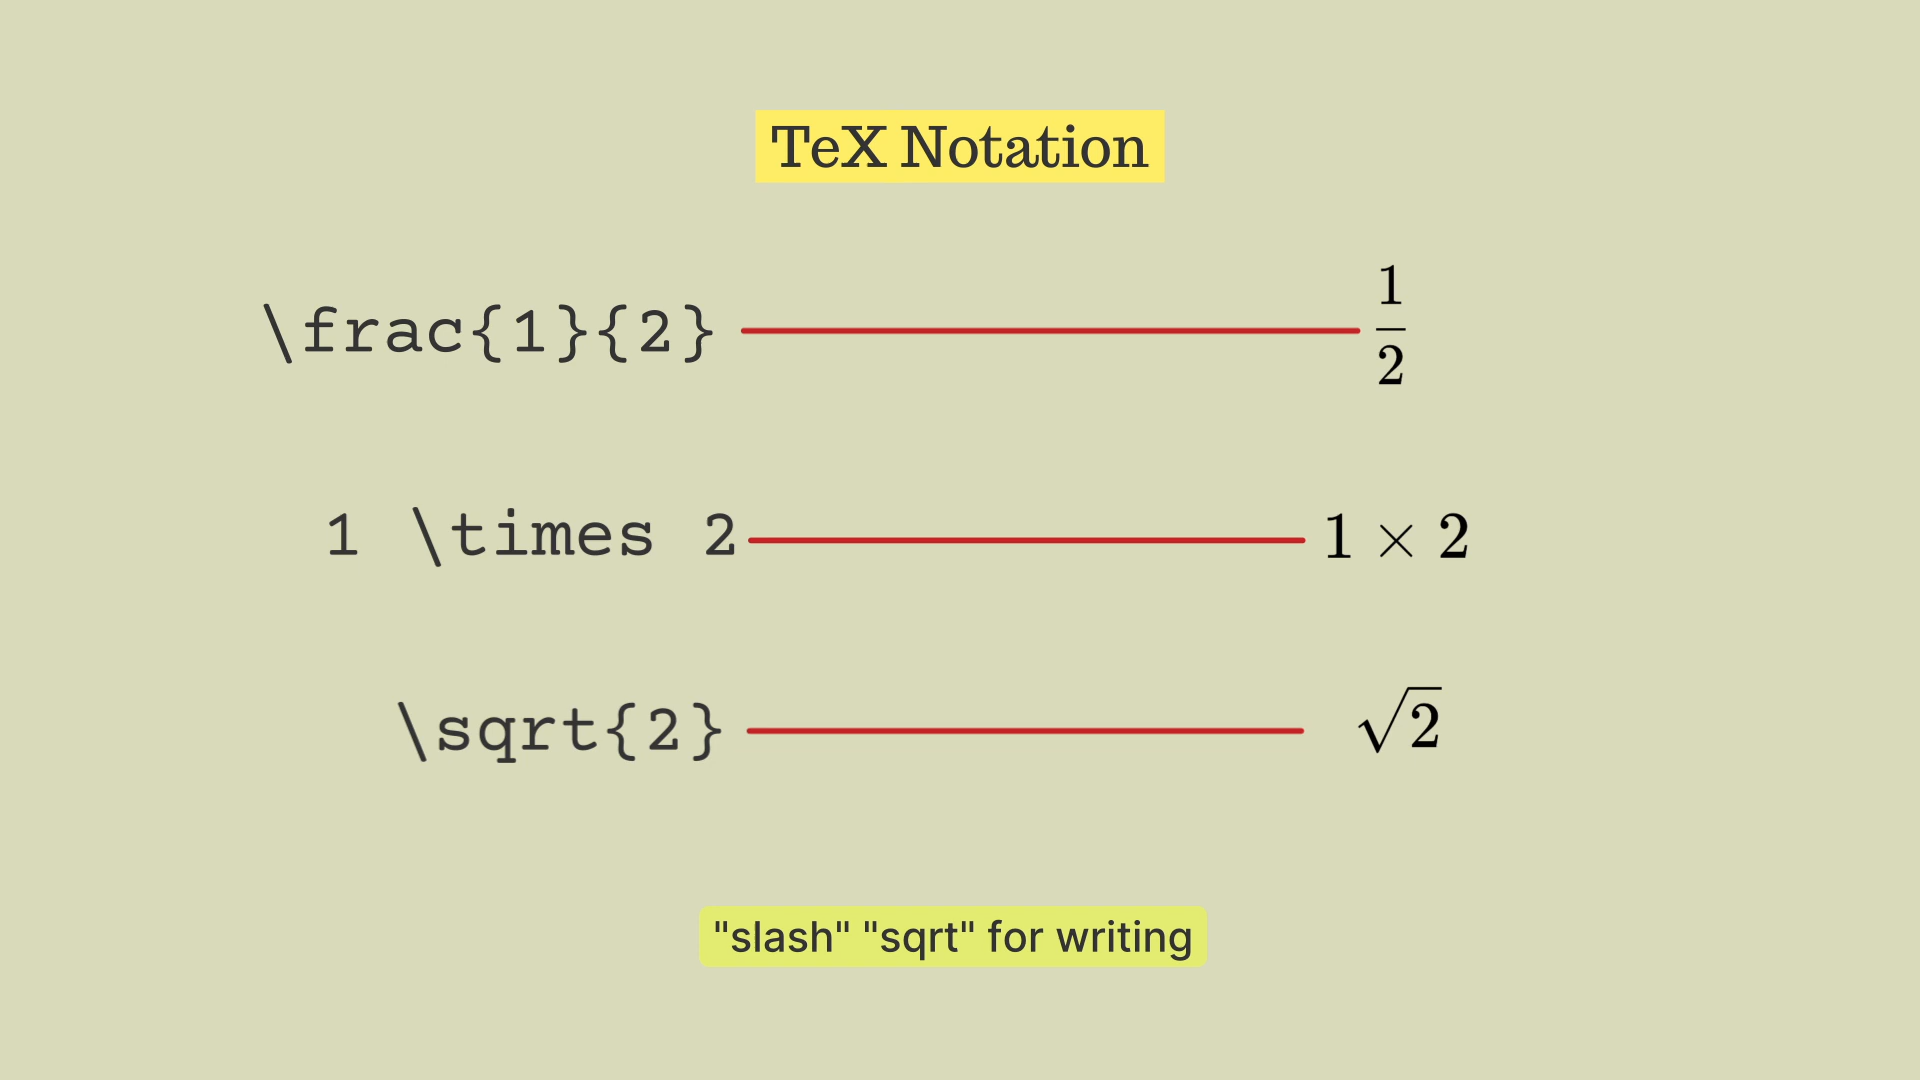 TeX Notation
\frac{1}{2}
1
2
1 \times 2
1 × 2
\sqrt{2}
√2
"slash" "sqrt" for writing